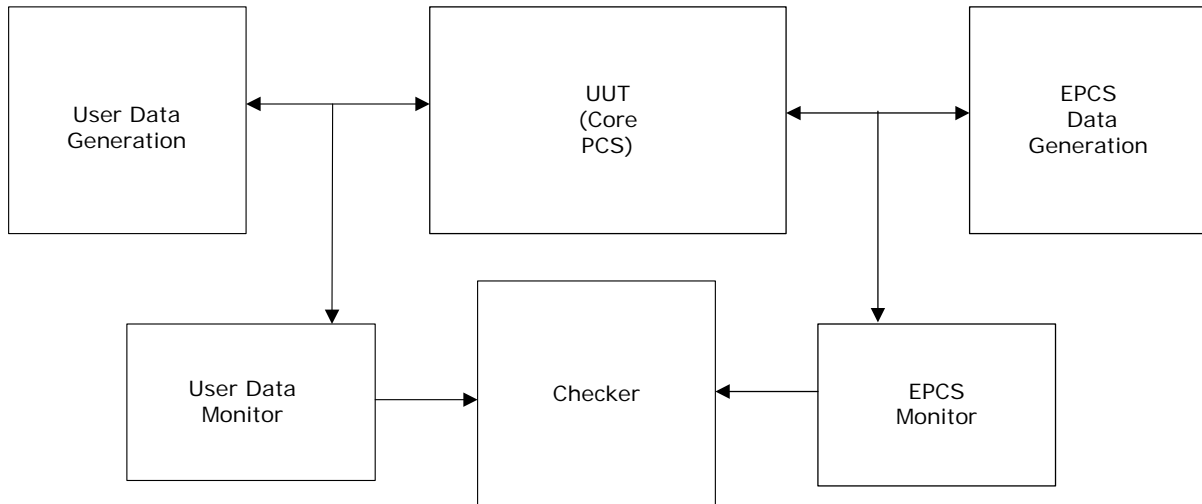 User Data
Generation
UUT
(Core
PCS)
EPCS
Data
Generation
User Data
Monitor
Checker
EPCS
Monitor